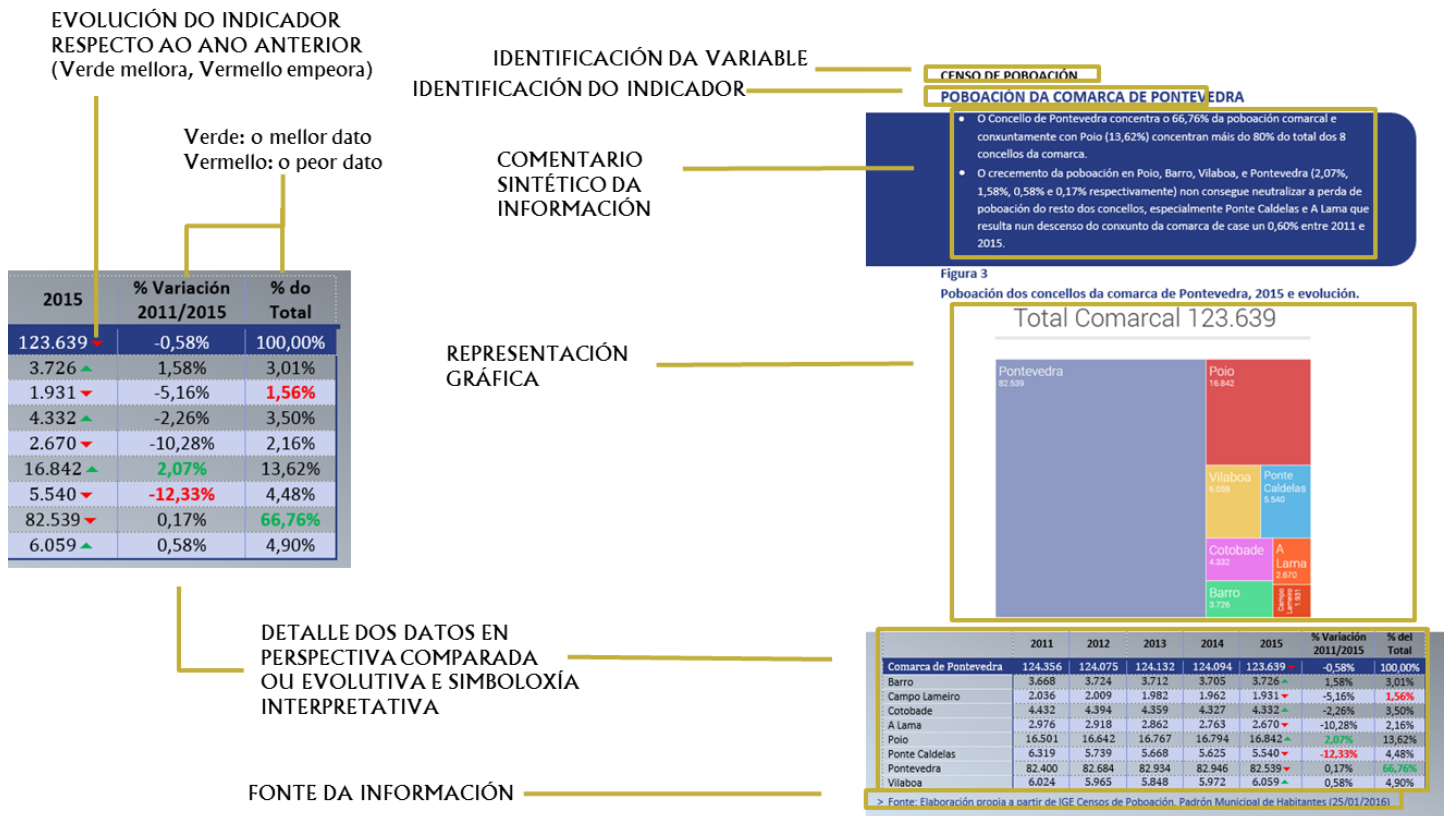 EVOLUCIÓN DO INDICADOR
RESPECTO AO ANO ANTERIOR
(Verde mellora, Vermello empeora)
Verde: o mellor dato
Vermello: o peor dato
2015 % Variación 2011/2015 % do Total
123.639 -0,58% 100,00%
3.726 1,58% 3,01%
1.931 -5,16% 1,56%
4.332 -2,26% 3,50%
2.670 -10,28% 2,16%
16.842 2,07% 13,62%
5.540 -12,33% 4,48%
82.539 0,17% 66,76%
6.059 0,58% 4,90%
IDENTIFICACIÓN DA VARIABLE
IDENTIFICACIÓN DO INDICADOR
COMENTARIO
SINTÉTICO DA
INFORMACIÓN
REPRESENTACIÓN
GRÁFICA
DETALLE DOS DATOS EN
PERSPECTIVA COMPARADA
OU EVOLUTIVA E SIMBOLOXÍA
INTERPRETATIVA
FONTE DA INFORMACIÓN
CENSO DE POBOACIÓN
POBOACIÓN DA COMARCA DE PONTEVEDRA
● O Concello de Pontevedra concentra o 66,76% da poboación comarcal e
conxuntamente con Poio (13,62%) concentran máis do 80% do total dos 8
concellos da comarca.
● O crecemento da poboación en Poio, Barro, Vilaboa, e Pontevedra (2,07%,
1,58%, 0,58% e 0,17% respectivamente) non consegue neutralizar a perda de
poboación do resto dos concellos, especialmente Ponte Caldelas e A Lama que
resulta nun descenso do conxunto da comarca de case un 0,60% entre 2011 e
2015.
Figura 3
Poboación dos concellos da comarca de Pontevedra, 2015 e evolución.
Total Comarcal 123.639
Pontevedra
82.539
Poio
16.842
Vilaboa
6.059
Ponte
Caldelas
5.540
Cotobade
4.332
A
Lama
2.670
Barro
3.726
Campo
Lameiro
1.931
2011 2012 2013 2014 2015 % Variación 2011/2015 % del Total
Comarca de Pontevedra 124.356 124.075 124.132 124.094 123.639 -0,58% 100,00%
Barro 3.668 3.724 3.712 3.705 3.726 1,58% 3,01%
Campo Lameiro 2.036 2.009 1.982 1.962 1.931 -5,16% 1,56%
Cotobade 4.432 4.394 4.359 4.327 4.332 -2,26% 3,50%
A Lama 2.976 2.918 2.862 2.763 2.670 -10,28% 2,16%
Poio 16.501 16.642 16.767 16.794 16.842 2,07% 13,62%
Ponte Caldelas 6.319 5.739 5.668 5.625 5.540 -12,33% 4,48%
Pontevedra 82.400 82.684 82.934 82.946 82.539 0,17% 66,76%
Vilaboa 6.024 5.965 5.848 5.972 6.059 0,58% 4,90%
> Fonte: Elaboración propia a partir de IGE Censos de Poboación. Padrón Municipal de Habitantes (25/01/2016)